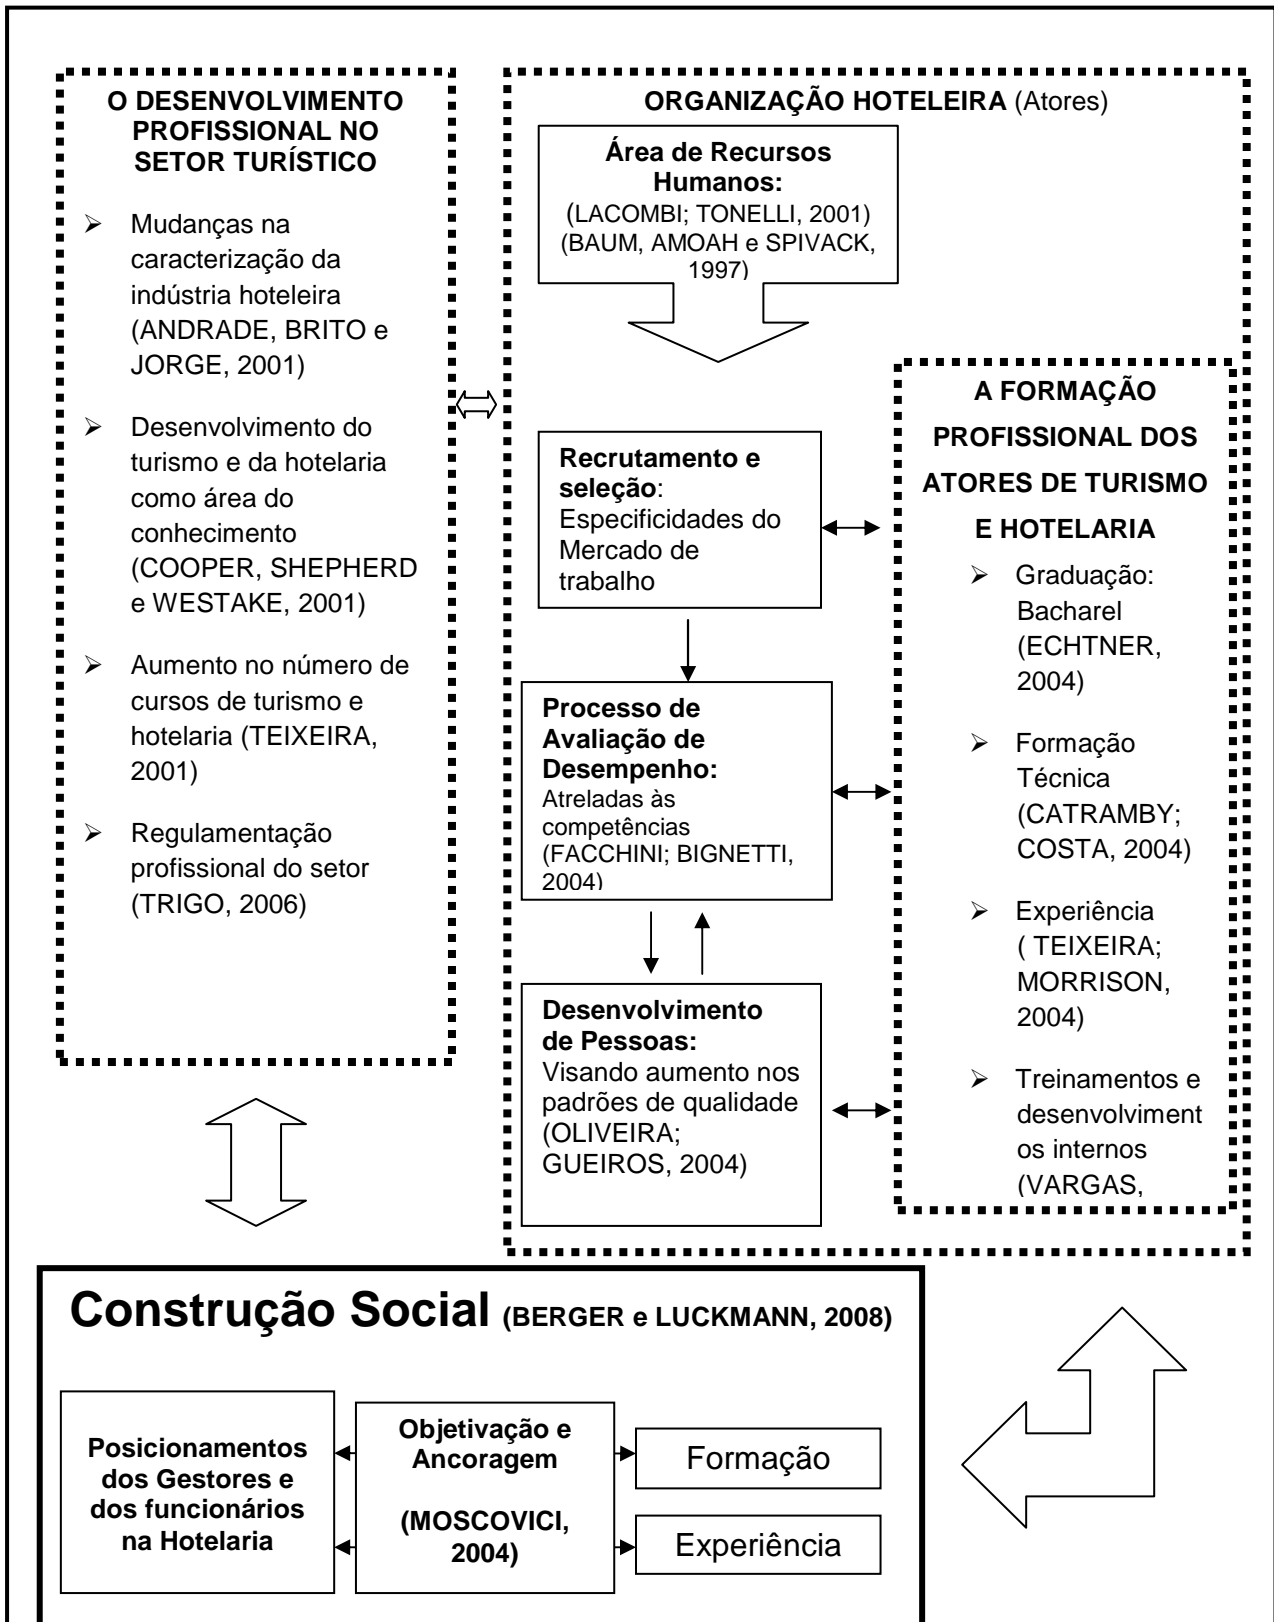 O DESENVOLVIMENTO
PROFISSIONAL NO
SETOR TURÍSTICO
➢ Mudanças na
caracterização da
indústria hoteleira
(ANDRADE, BRITO e
JORGE, 2001)
➢ Desenvolvimento do
turismo e da hotelaria
como área do
conhecimento
(COOPER, SHEPHERD
e WESTAKE, 2001)
➢ Aumento no número de
cursos de turismo e
hotelaria (TEIXEIRA,
2001)
➢ Regulamentação
profissional do setor
(TRIGO, 2006)
ORGANIZAÇÃO HOTELEIRA (Atores)
Área de Recursos
Humanos:
(LACOMBI; TONELLI, 2001)
(BAUM, AMOAH e SPIVACK,
1997)
Recrutamento e
seleção:
Especificidades do
Mercado de
trabalho
Processo de
Avaliação de
Desempenho:
Atreladas às
competências
(FACCHINI; BIGNETTI,
2004)
Desenvolvimento
de Pessoas:
Visando aumento nos
padrões de qualidade
(OLIVEIRA;
GUEIROS, 2004)
A FORMAÇÃO
PROFISSIONAL DOS
ATORES DE TURISMO
E HOTELARIA
➢ Graduação:
Bacharel
(ECHTNER,
2004)
➢ Formação
Técnica
(CATRAMBY;
COSTA, 2004)
➢ Experiência
( TEIXEIRA;
MORRISON,
2004)
➢ Treinamentos e
desenvolviment
os internos
(VARGAS,
Construção Social (BERGER e LUCKMANN, 2008)
Posicionamentos
dos Gestores e
dos funcionários
na Hotelaria
Objetivação e
Ancoragem
(MOSCOVICI,
2004)
Formação
Experiência